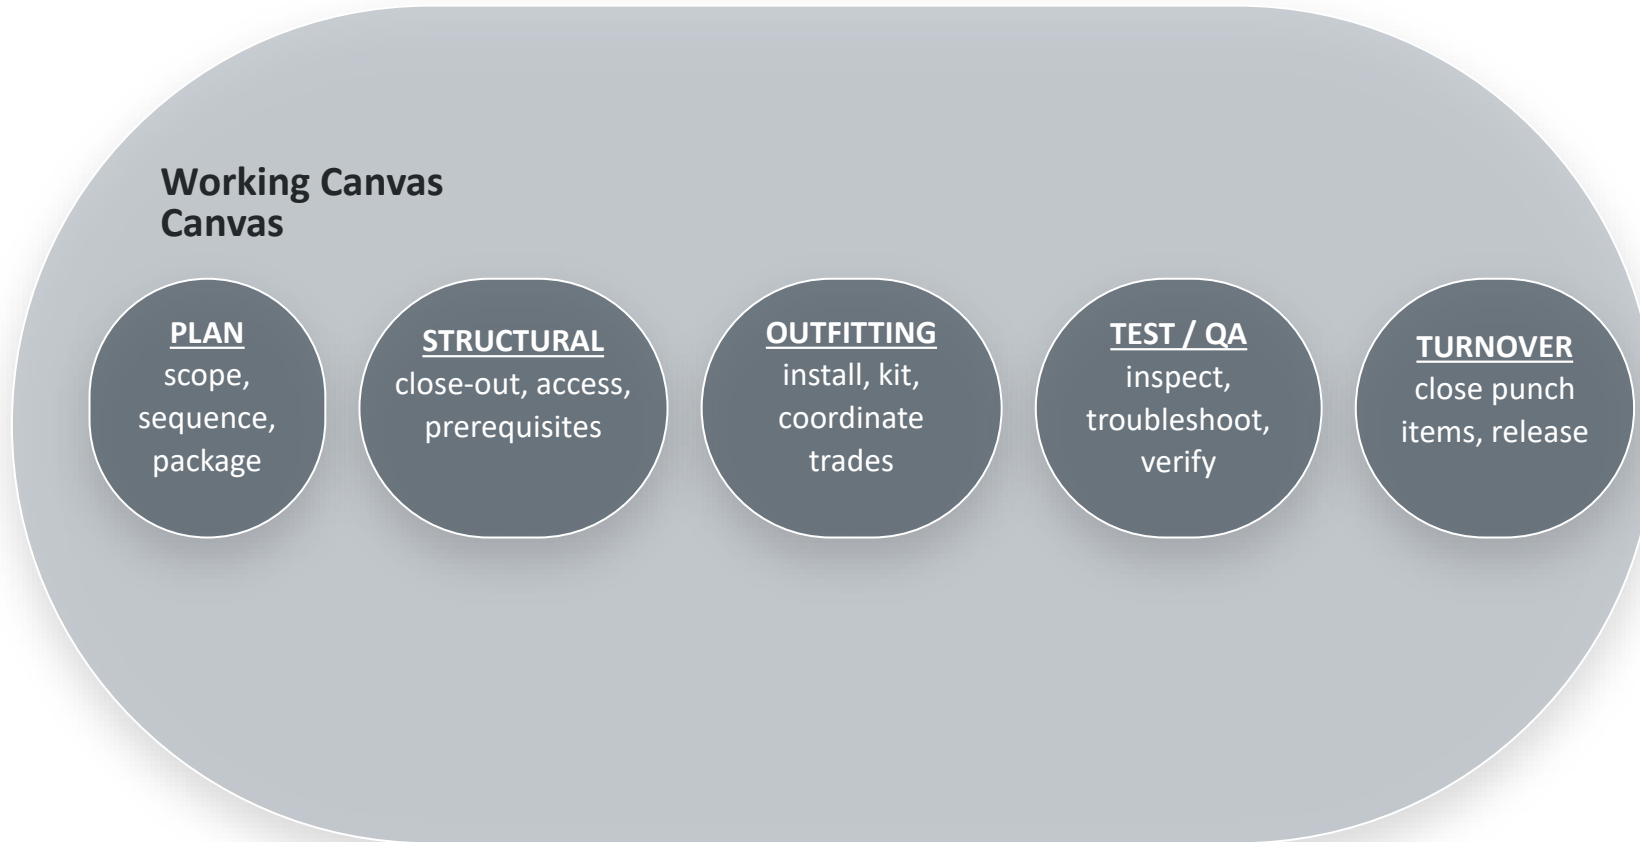 Working Canvas
Canvas
PLAN
scope,
sequence,
package
STRUCTURAL
close-out, access,
prerequisites
OUTFITTING
install, kit,
coordinate
trades
TEST / QA
inspect,
troubleshoot,
verify
TURNOVER
close punch
items, release